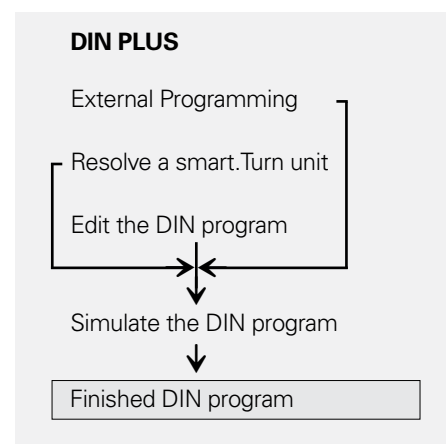 DIN PLUS
External Programming
Resolve a smart.Turn unit
Edit the DIN program
Simulate the DIN program
Finished DIN program